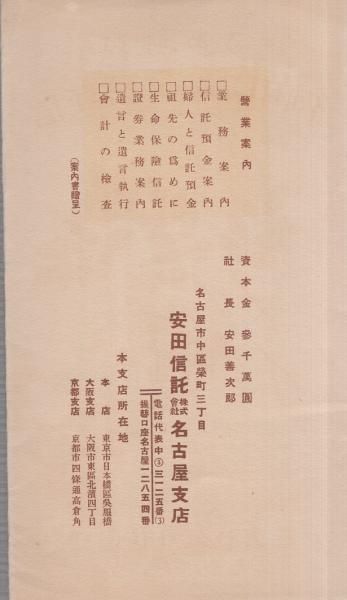 營業案內
□業務案內
□信託預金案內
□婦人と信託預金
□祖先の爲めに
□生命保險信託
□證券業務案內
□遺言と遺言執行
□會計の檢查
（案內書贈呈）
資本金 參千萬圓
社長 安田善次郎
名古屋市中區榮町三丁目
安田信託株式會社名古屋支店
電話代表中⑤三一二五番(3)
振替口座名古屋一二八五四番
本支店所在地
本店 東京市日本橋區吳服橋
大阪支店 大阪市東區北濱四丁目
京都支店 京都市四條通高倉角